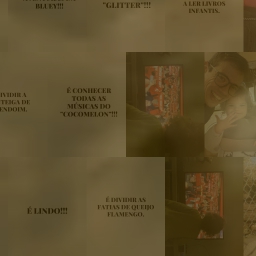 BLUEY!!!
"GLITTER"!!!
A LER LIVROS
INFANTIS.
DIVIDIR A
TEIGA DE
ENDOIM.
É CONHECER
TODAS AS
MÚSICAS DO
"COCOMELON"!!!
É LINDO!!!
É DIVIDIR AS
FATIAS DE QUEIJO
FLAMENGO.